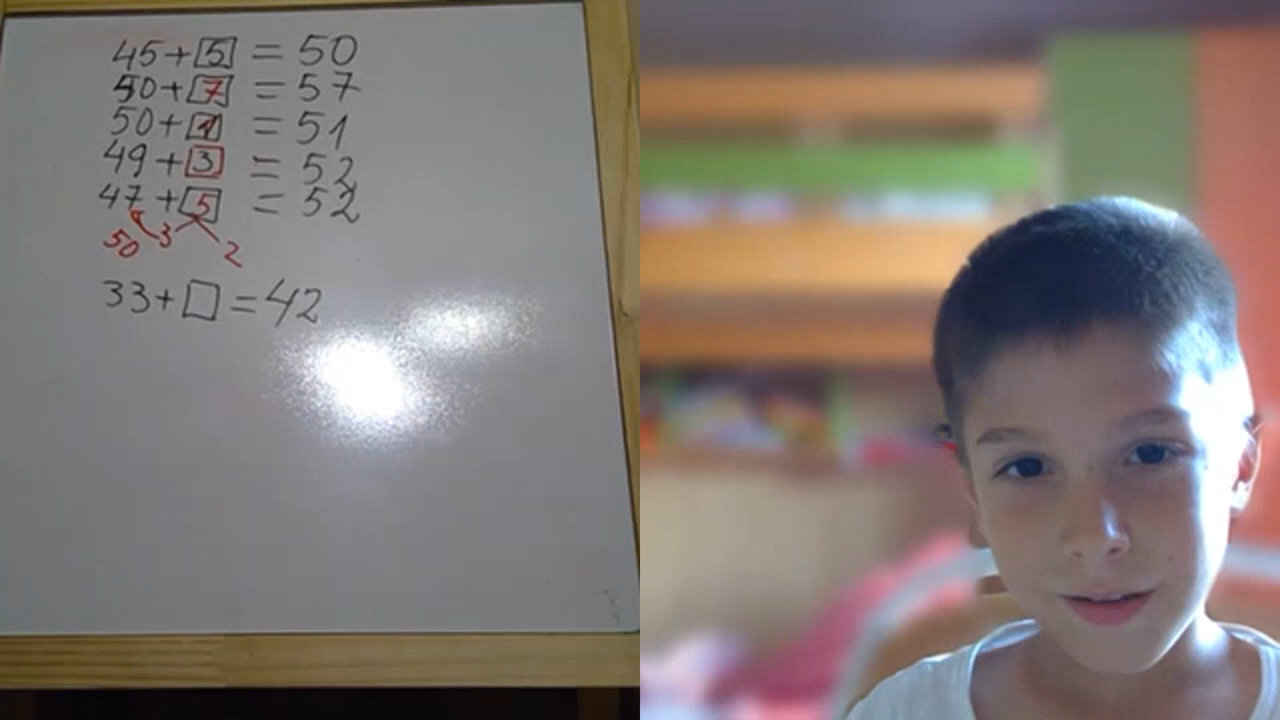 45 + 5 = 50
50 + 7 = 57
50 + 1 = 51
49 + 3 = 52
47 + 5 = 52
50 3 2
33 + □ = 42